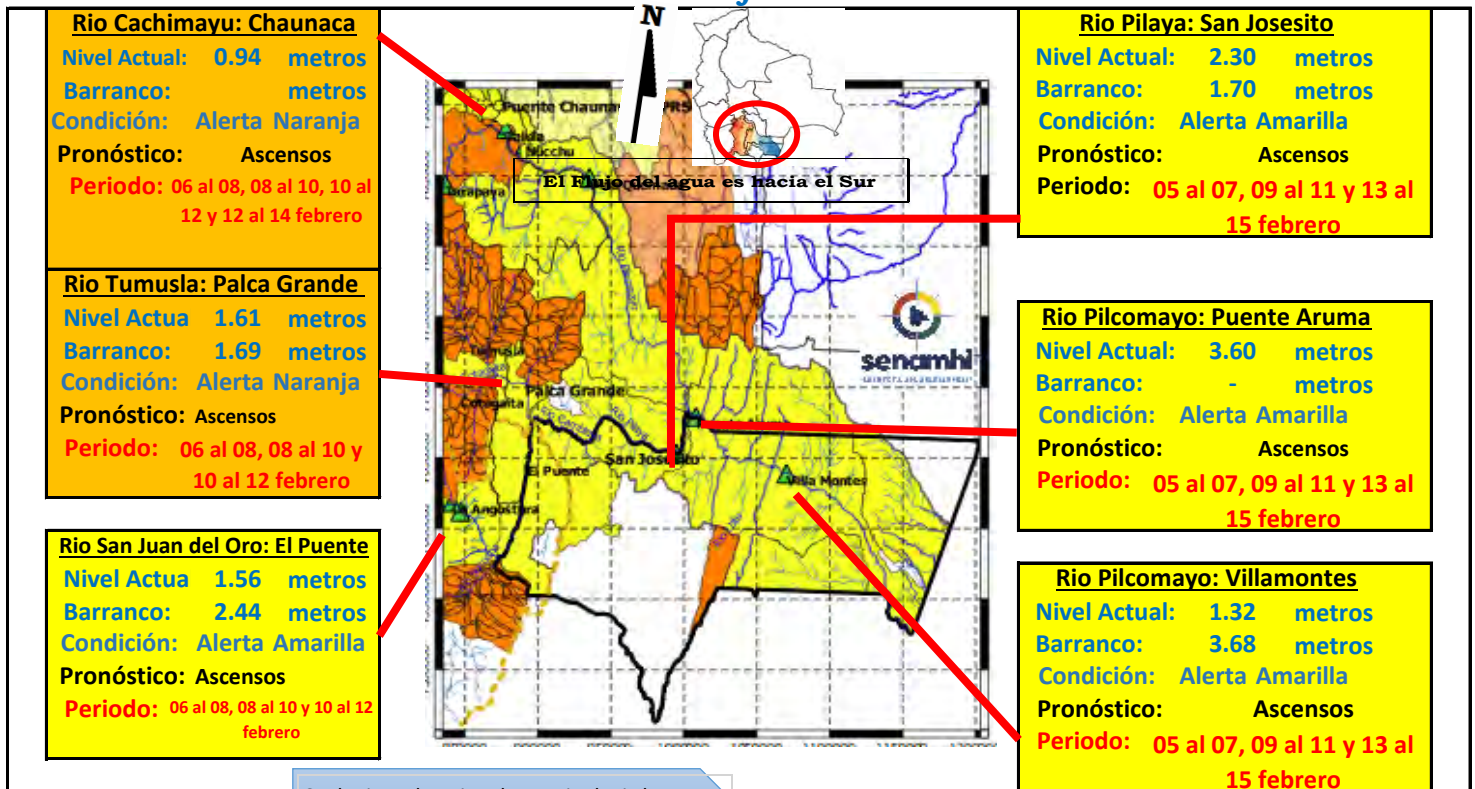 Rio Cachimayu: Chaunaca
Nivel Actual: 0.94 metros
Barranco: metros
Condición: Alerta Naranja
Pronóstico: Ascensos
Periodo: 06 al 08, 08 al 10, 10 al
12 y 12 al 14 febrero
Rio Tumusla: Palca Grande
Nivel Actua 1.61 metros
Barranco: 1.69 metros
Condición: Alerta Naranja
Pronóstico: Ascensos
Periodo: 06 al 08, 08 al 10 y
10 al 12 febrero
Rio San Juan del Oro: El Puente
Nivel Actua 1.56 metros
Barranco: 2.44 metros
Condición: Alerta Amarilla
Pronóstico: Ascensos
Periodo: 06 al 08, 08 al 10 y 10 al 12
febrero
N
Puente Chauna
Nucchu
El Flujo del agua es hacia el Sur
Tarapaya
Tumusla
Palca Grande
Cotagaita
San Josesito
El Puente
Villa Montes
La Angostura
senamhi
Rio Pilaya: San Josesito
Nivel Actual: 2.30 metros
Barranco: 1.70 metros
Condición: Alerta Amarilla
Pronóstico: Ascensos
Periodo: 05 al 07, 09 al 11 y 13 al
15 febrero
Rio Pilcomayo: Puente Aruma
Nivel Actual: 3.60 metros
Barranco: - metros
Condición: Alerta Amarilla
Pronóstico: Ascensos
Periodo: 05 al 07, 09 al 11 y 13 al
15 febrero
Rio Pilcomayo: Villamontes
Nivel Actual: 1.32 metros
Barranco: 3.68 metros
Condición: Alerta Amarilla
Pronóstico: Ascensos
Periodo: 05 al 07, 09 al 11 y 13 al
15 febrero